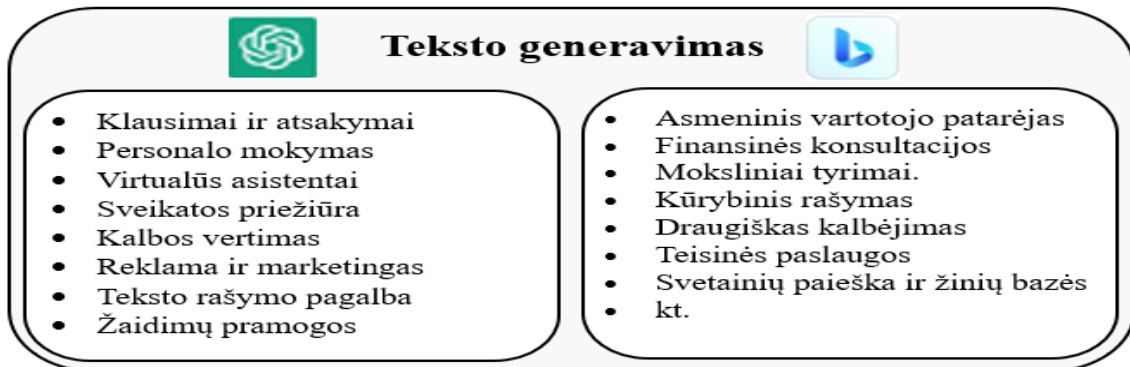 Teksto generavimas
Klausimai ir atsakymai
Personalo mokymas
Virtualūs asistentai
Sveikatos priežiūra
Kalbos vertimas
Reklama ir marketingas
Teksto rašymo pagalba
Žaidimų pramogos
Asmeninis vartotojo patarėjas
Finansinės konsultacijos
Moksliniai tyrimai.
Kūrybinis rašymas
Draugiškas kalbėjimas
Teisinės paslaugos
Svetainių paieška ir žinių bazės
kt.